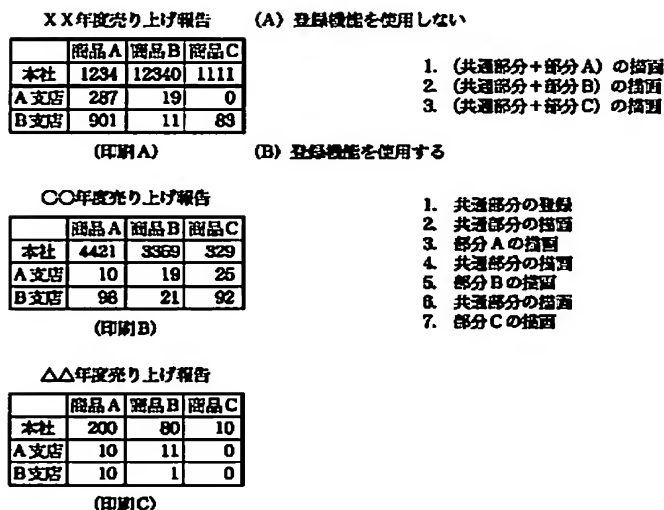 XX年度売り上げ報告
商品A 商品B 商品C
本社 1234 12340 1111
A支店 287 19 0
B支店 901 11 83
(印刷A)
○○年度売り上げ報告
商品A 商品B 商品C
本社 4421 3359 329
A支店 10 19 25
B支店 98 21 92
(印刷B)
△△年度売り上げ報告
商品A 商品B 商品C
本社 200 80 10
A支店 10 11 0
B支店 10 1 0
(印刷C)
(A) 登録機能を使用しない
1. (共通部分+部分A) の描画
2. (共通部分+部分B) の描画
3. (共通部分+部分C) の描画
(B) 登録機能を使用する
1. 共通部分の登録
2. 共通部分の描画
3. 部分Aの描画
4. 共通部分の描画
5. 部分Bの描画
6. 共通部分の描画
7. 部分Cの描画